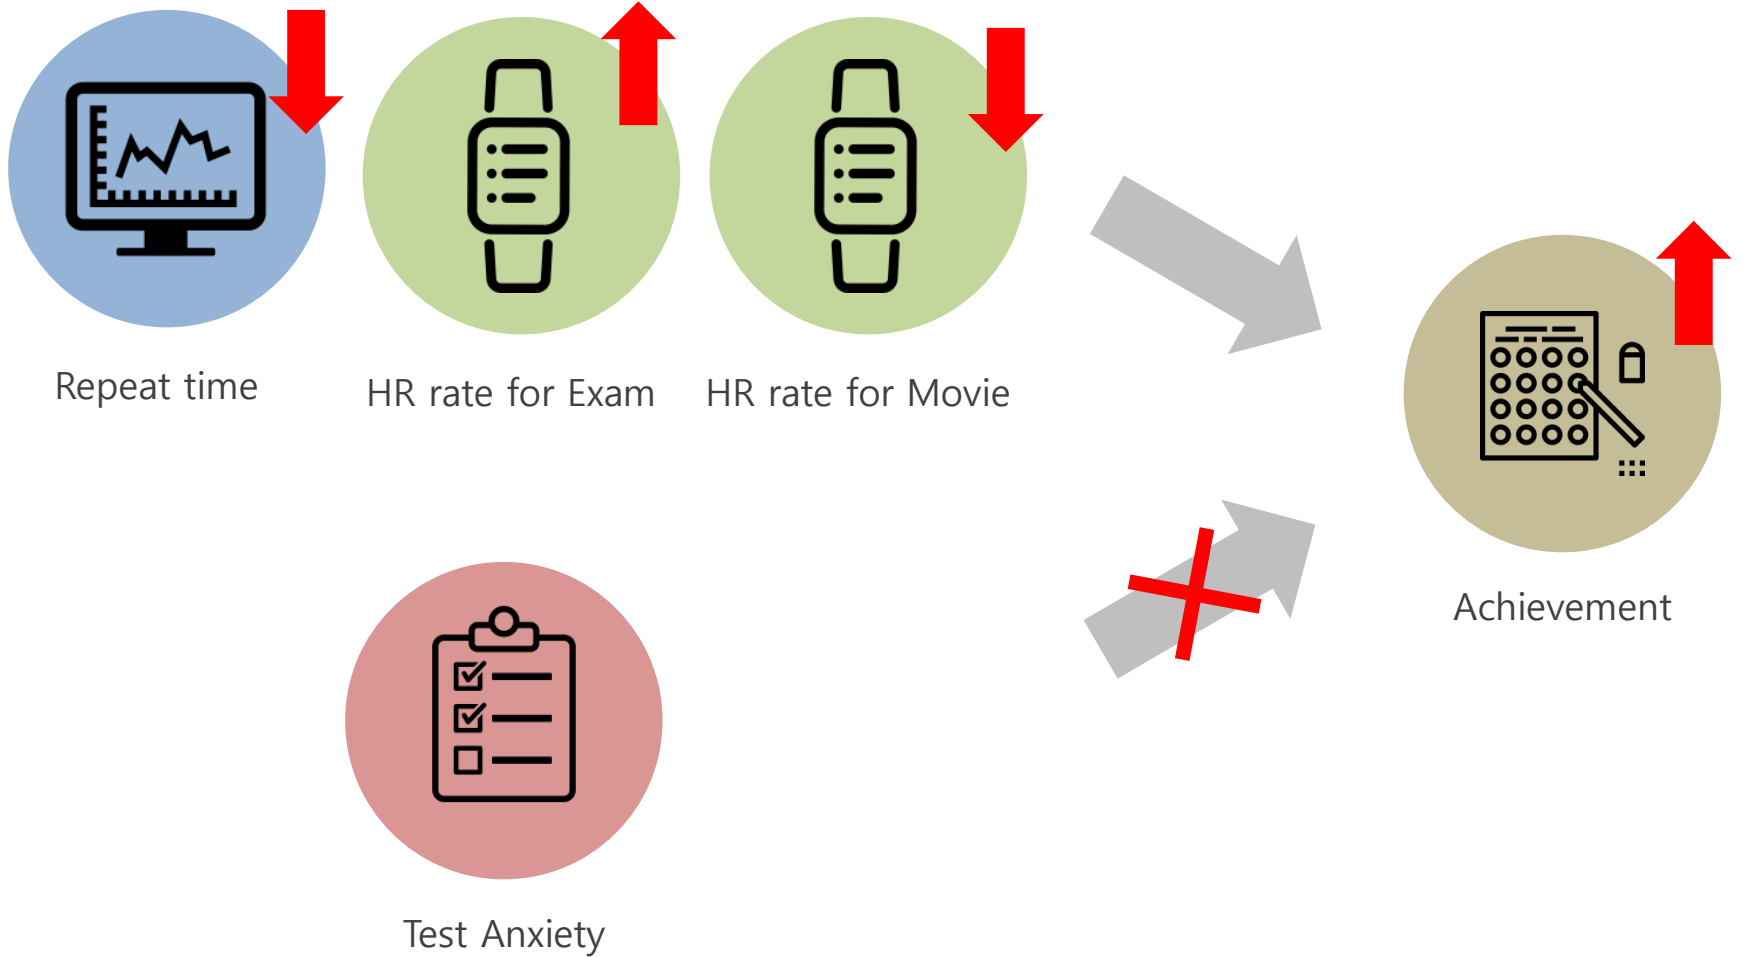 Repeat time
HR rate for Exam
HR rate for Movie
Achievement
Test Anxiety